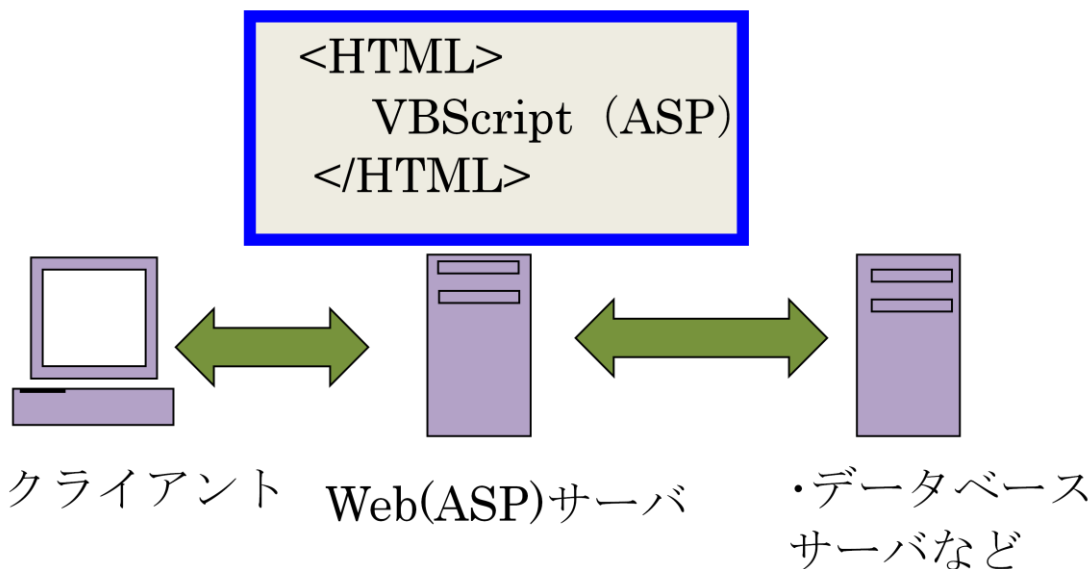 <HTML>
VBScript（ASP）
</HTML>
クライアント
Web(ASP)サーバ
・データベース
サーバなど